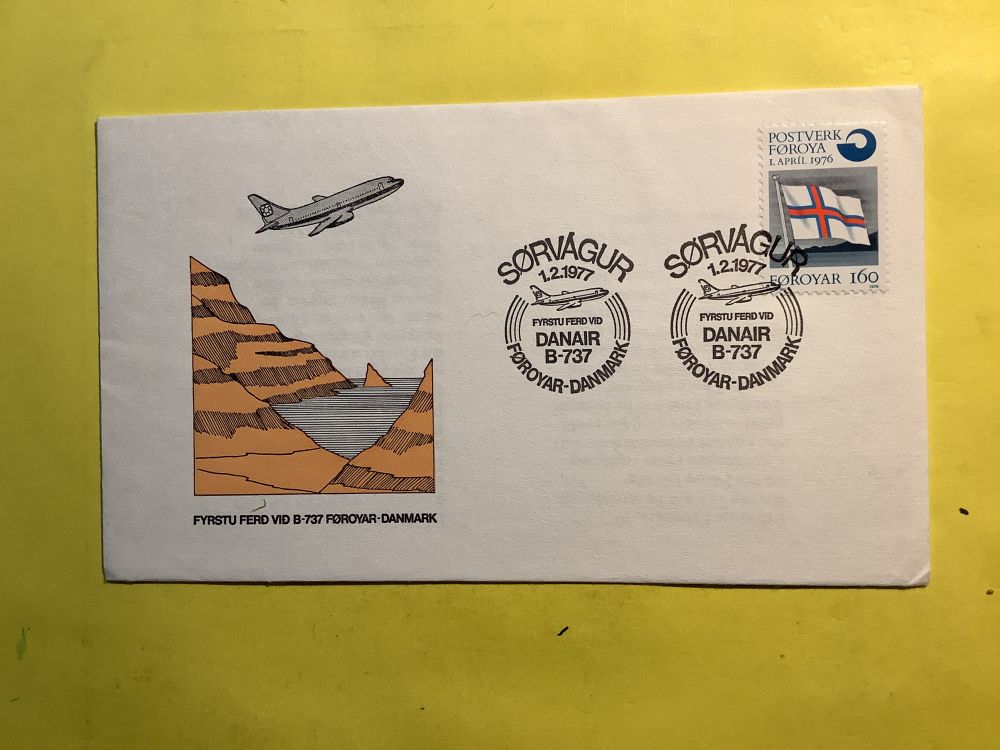 POSTVERK
FØROYA
1. APRÍL 1976
FØROYAR 160
1976
SØRVÁGUR
1.2.1977
FYRSTU FERÐ VIÐ
DANAIR
B-737
FØROYAR-DANMARK
SØRVÁGUR
1.2.1977
FYRSTU FERÐ VIÐ
DANAIR
B-737
FØROYAR-DANMARK
FYRSTU FERÐ VIÐ B-737 FØROYAR-DANMARK